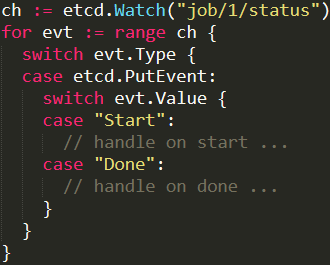 ch := etcd.Watch("job/1/status")
for evt := range ch {
  switch evt.Type {
  case etcd.PutEvent:
    switch evt.Value {
    case "Start":
      // handle on start ...
    case "Done":
      // handle on done ...
    }
  }
}